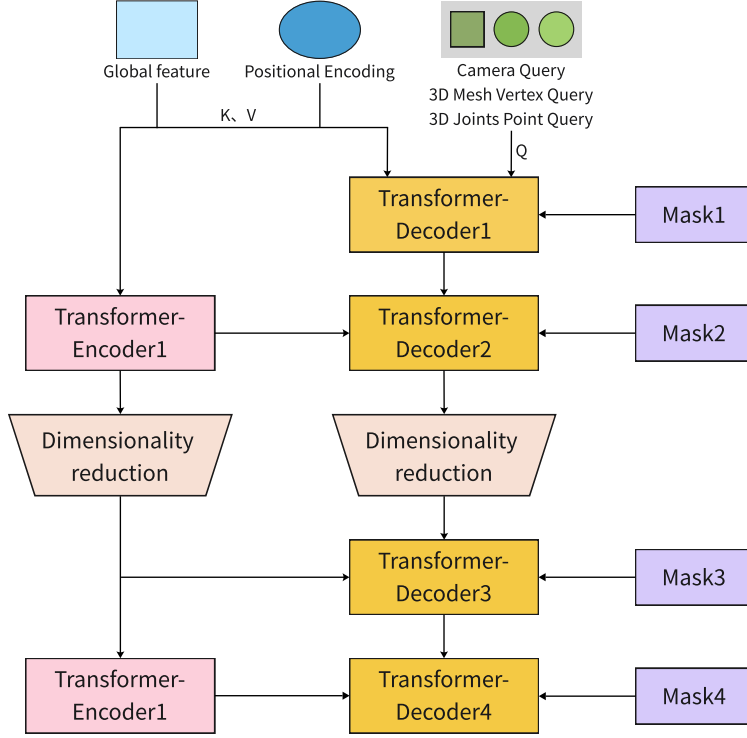 Global feature
Positional Encoding
Camera Query
3D Mesh Vertex Query
3D Joints Point Query
K、V
Q
Transformer-
Decoder1
Mask1
Transformer-
Encoder1
Transformer-
Decoder2
Mask2
Dimensionality
reduction
Dimensionality
reduction
Transformer-
Decoder3
Mask3
Transformer-
Encoder1
Transformer-
Decoder4
Mask4